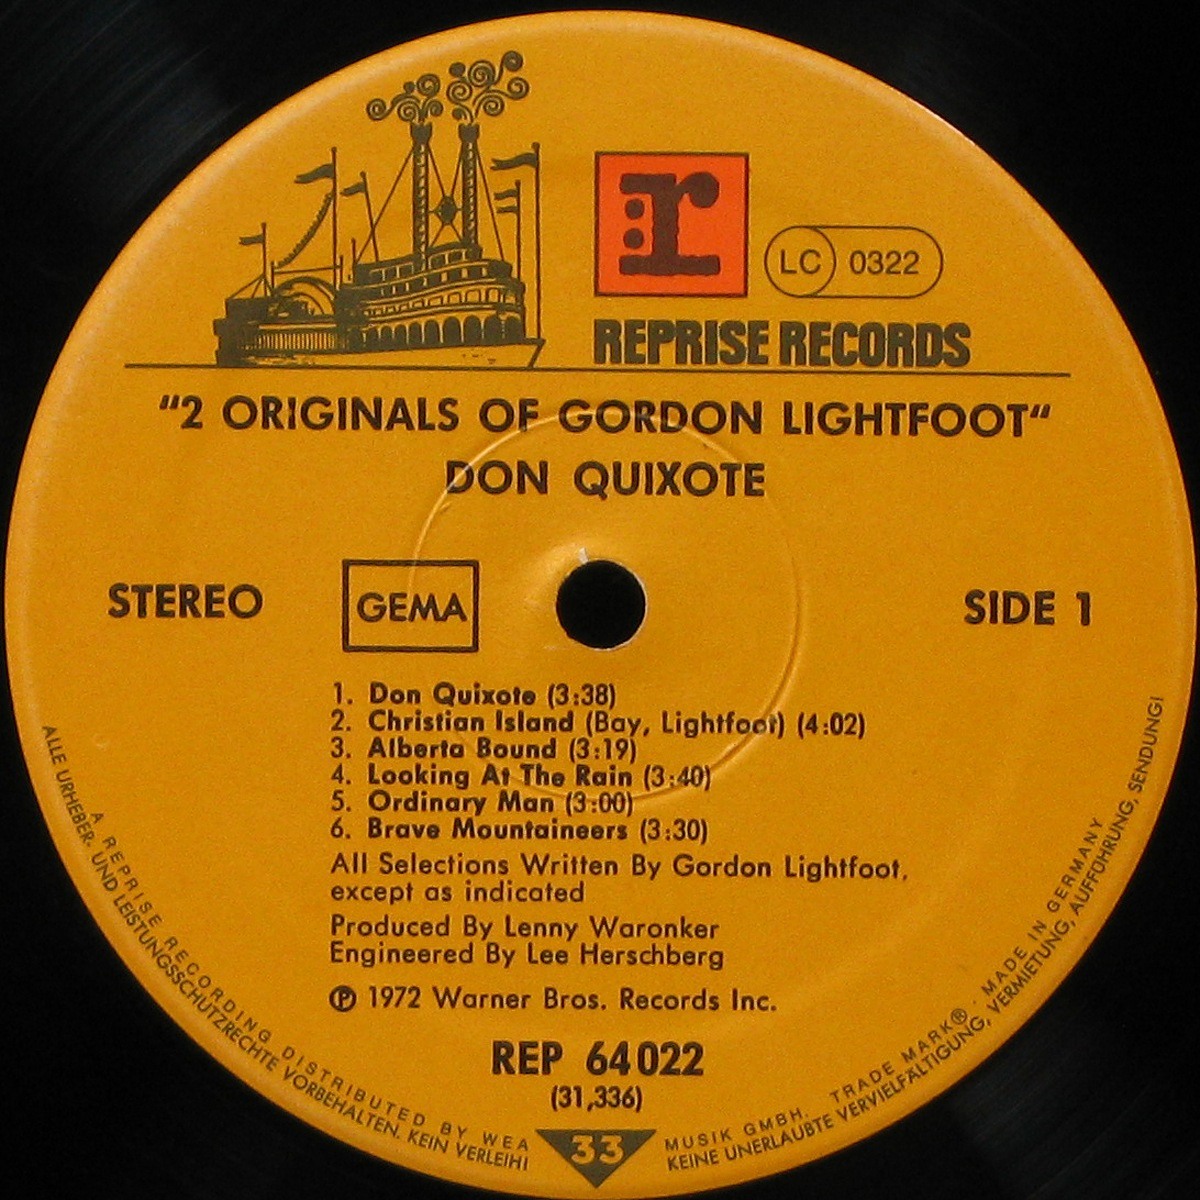 r
LC 0322
REPRISE RECORDS
"2 ORIGINALS OF GORDON LIGHTFOOT"
DON QUIXOTE
STEREO
GEMA
SIDE 1
1. Don Quixote (3:38)
2. Christian Island (Bay, Lightfoot) (4:02)
3. Alberta Bound (3:19)
4. Looking At The Rain (3:40)
5. Ordinary Man (3:00)
6. Brave Mountaineers (3:30)
All Selections Written By Gordon Lightfoot,
except as indicated
Produced By Lenny Waronker
Engineered By Lee Herschberg
Ⓟ 1972 Warner Bros. Records Inc.
REP 64 022
(31,336)
33
A REPRISE RECORDING DISTRIBUTED BY WEA MUSIK GMBH. TRADE MARK® · MADE IN GERMANY
ALLE URHEBER- UND LEISTUNGSSCHUTZRECHTE VORBEHALTEN. KEIN VERLEIH! KEINE UNERLAUBTE VERVIELFÄLTIGUNG, VERMIETUNG, AUFFÜHRUNG, SENDUNG!